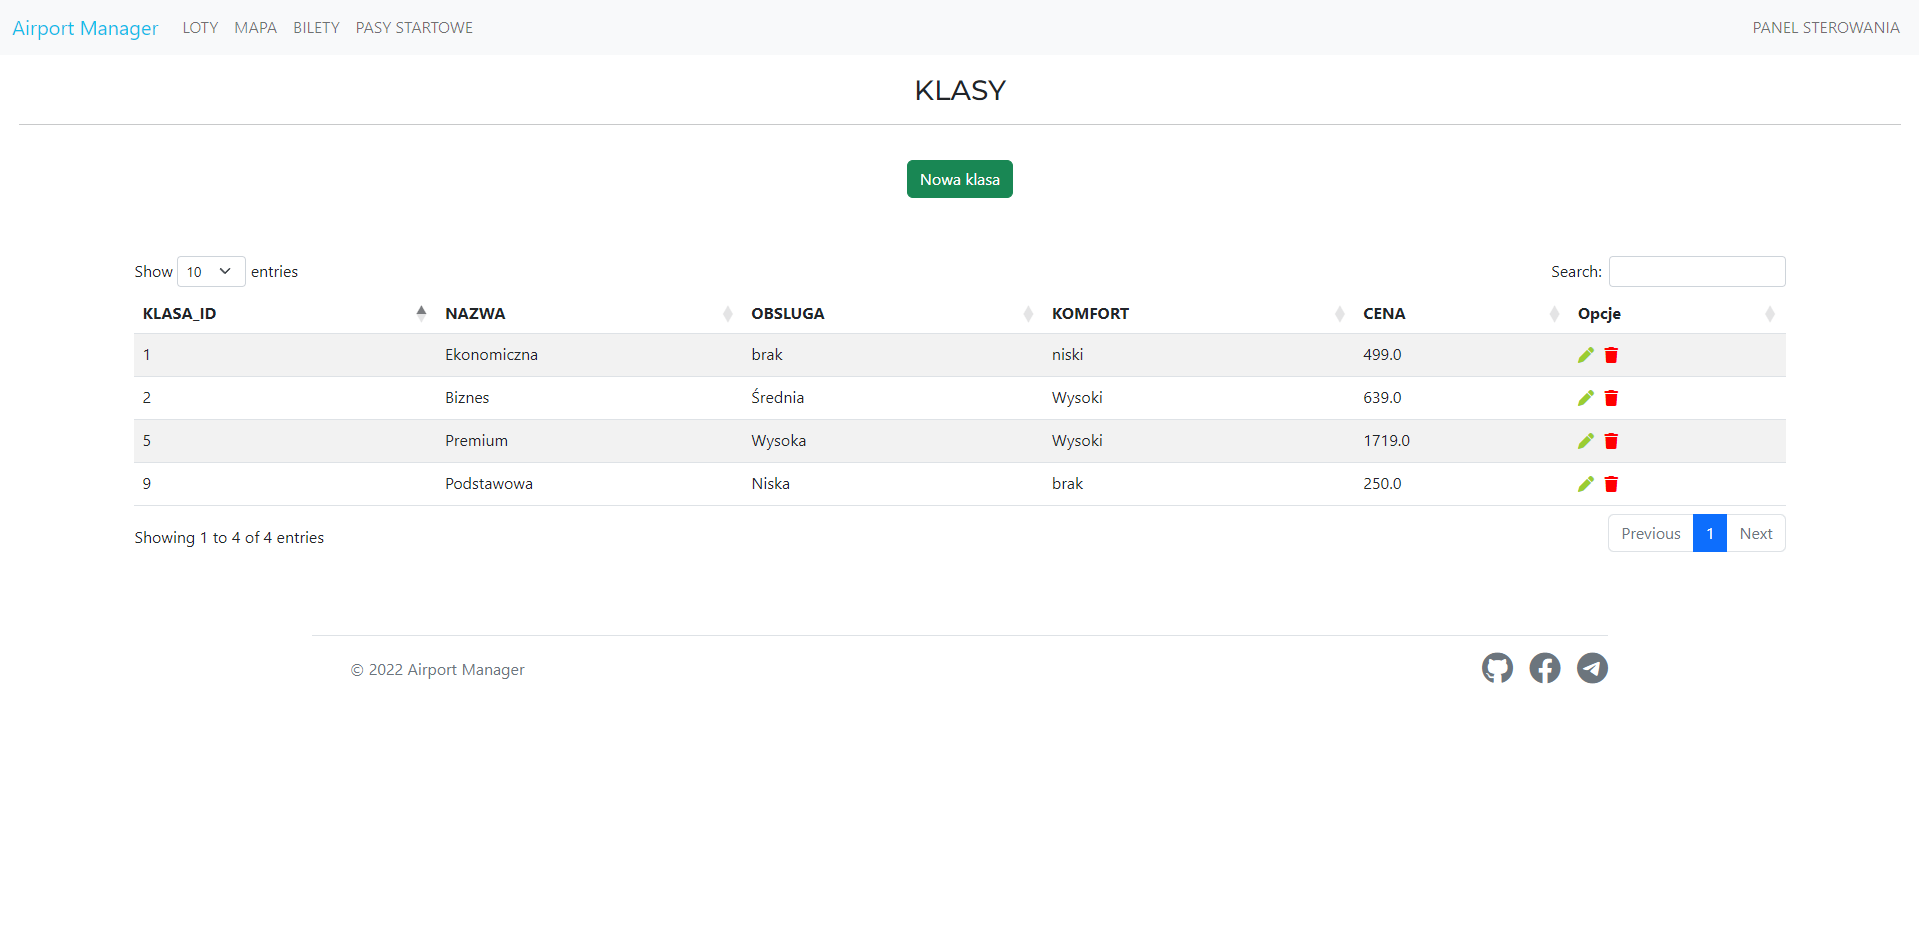 Airport Manager LOTY MAPA BILETY PASY STARTOWE PANEL STEROWANIA
KLASY
Nowa klasa
Show 10 entries Search:
KLASA_ID NAZWA OBSLUGA KOMFORT CENA Opcje
1 Ekonomiczna brak niski 499.0
2 Biznes Średnia Wysoki 639.0
5 Premium Wysoka Wysoki 1719.0
9 Podstawowa Niska brak 250.0
Showing 1 to 4 of 4 entries Previous 1 Next
© 2022 Airport Manager